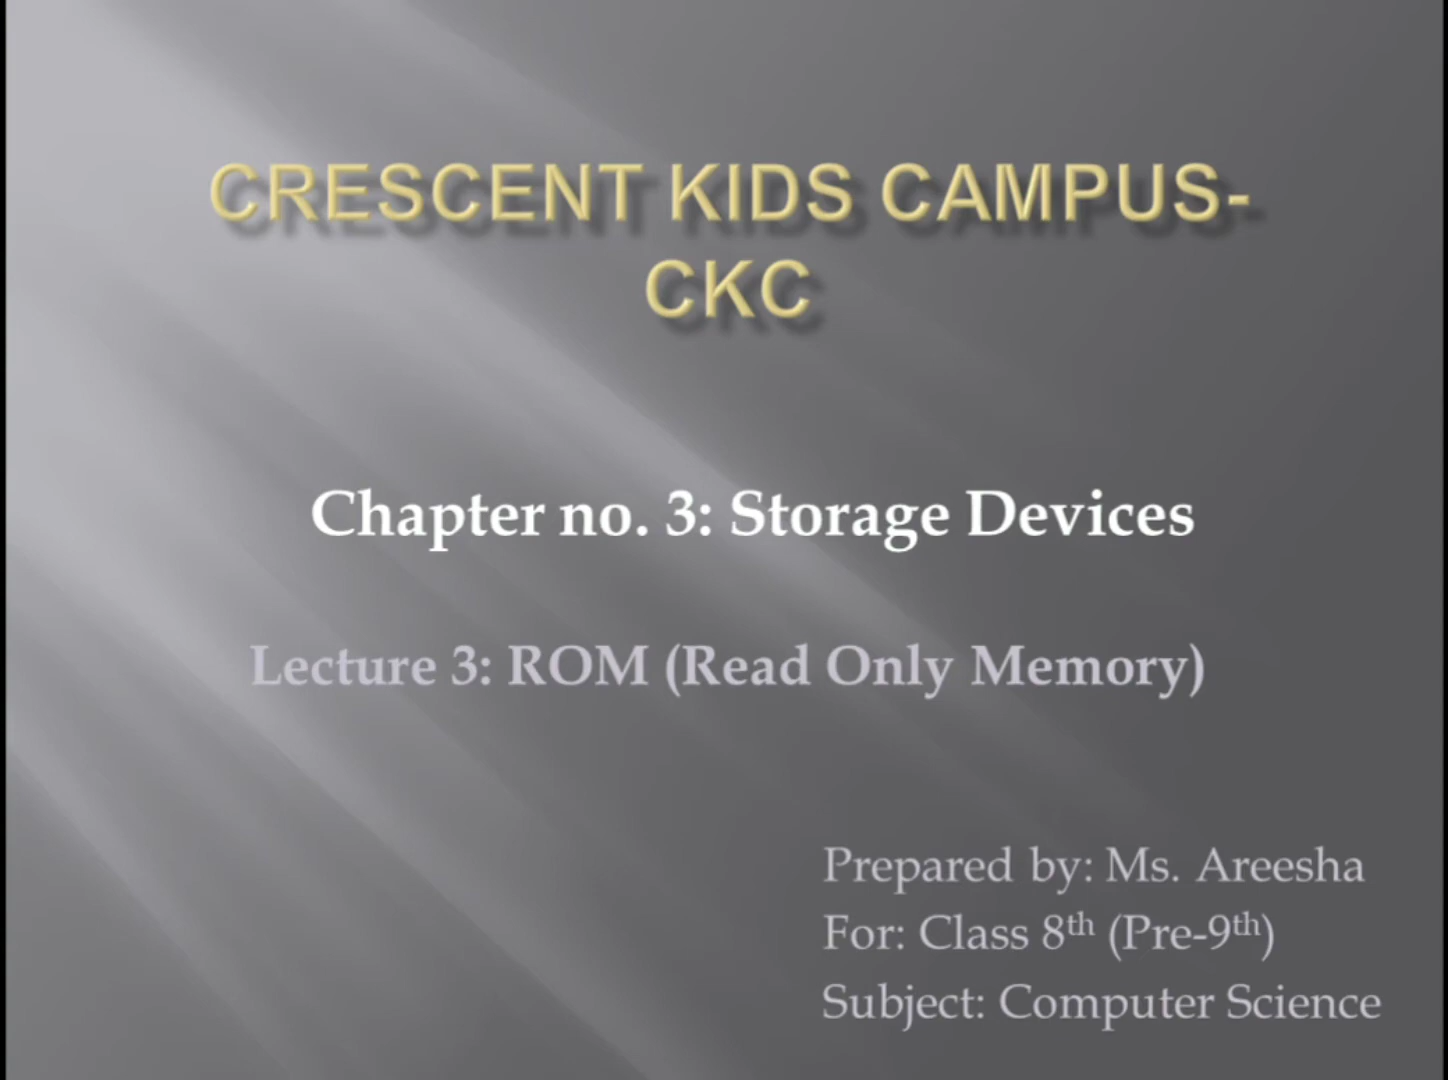 CRESCENT KIDS CAMPUS-
CKC
Chapter no. 3: Storage Devices
Lecture 3: ROM (Read Only Memory)
Prepared by: Ms. Areesha
For: Class 8th (Pre-9th)
Subject: Computer Science